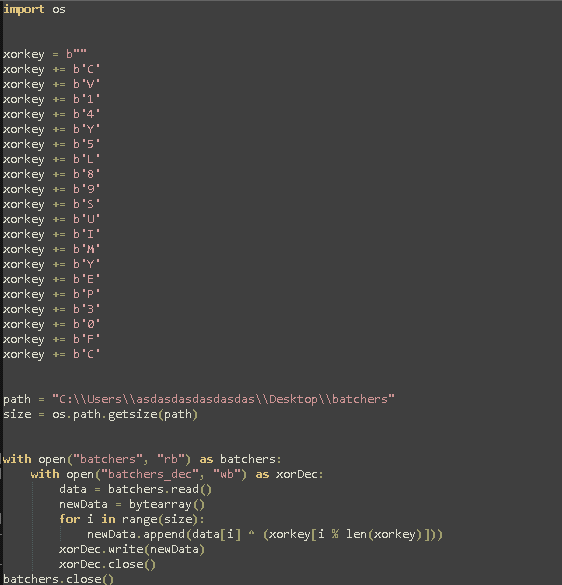 import os
xorkey = b""
xorkey += b'C'
xorkey += b'V'
xorkey += b'1'
xorkey += b'4'
xorkey += b'Y'
xorkey += b'5'
xorkey += b'L'
xorkey += b'8'
xorkey += b'9'
xorkey += b'S'
xorkey += b'U'
xorkey += b'I'
xorkey += b'M'
xorkey += b'Y'
xorkey += b'E'
xorkey += b'P'
xorkey += b'3'
xorkey += b'0'
xorkey += b'F'
xorkey += b'C'
path = "C:\\Users\\asdasdasdasdasdas\\Desktop\\batchers"
size = os.path.getsize(path)
with open("batchers", "rb") as batchers:
    with open("batchers_dec", "wb") as xorDec:
        data = batchers.read()
        newData = bytearray()
        for i in range(size):
            newData.append(data[i] ^ (xorkey[i % len(xorkey)]))
        xorDec.write(newData)
        xorDec.close()
batchers.close()